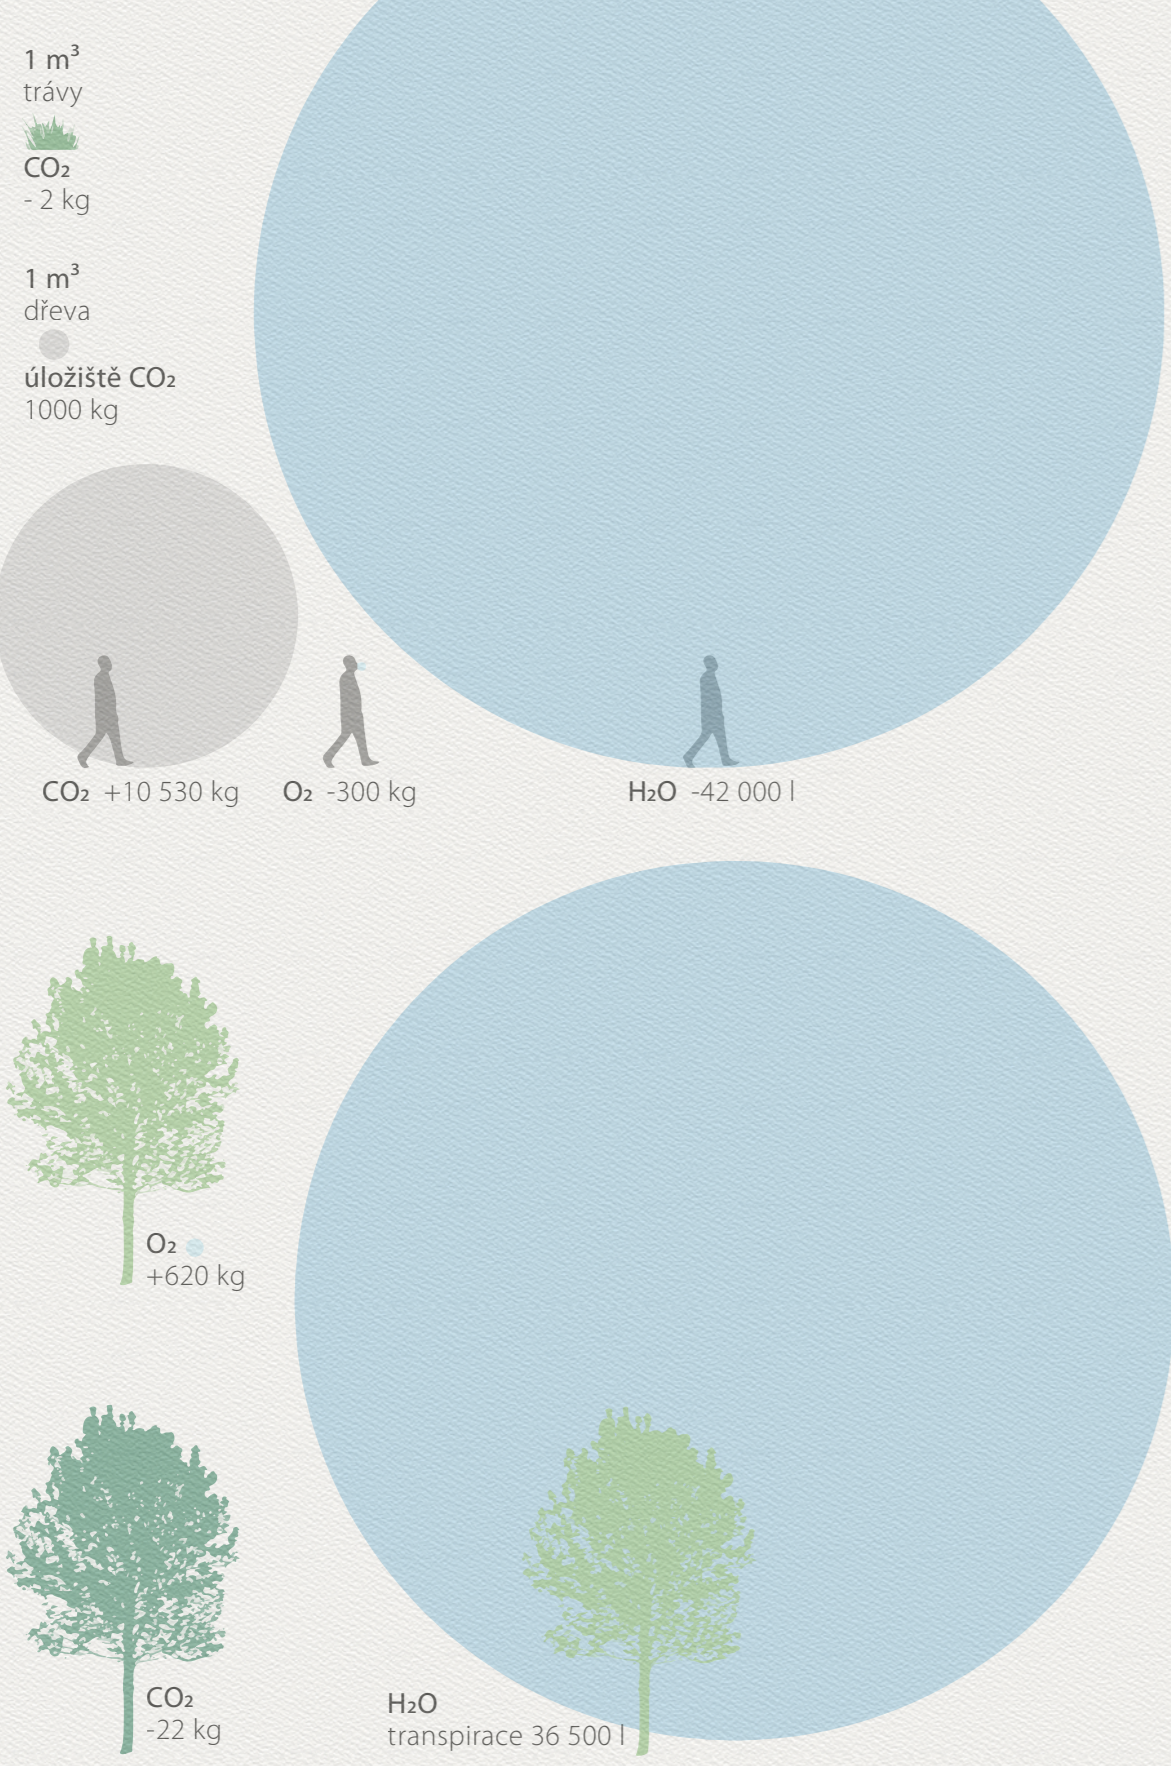 1 m³
trávy
CO₂
- 2 kg
1 m³
dřeva
úložiště CO₂
1000 kg
CO₂ +10 530 kg
O₂ -300 kg
H₂O -42 000 l
O₂
+620 kg
CO₂
-22 kg
H₂O
transpirace 36 500 l